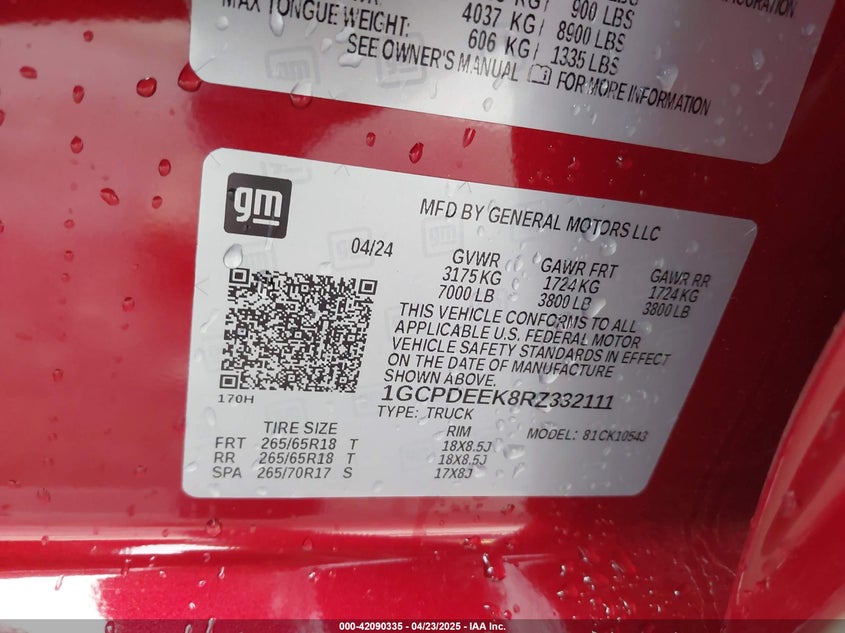 900 LBS
MAX TONGUE WEIGHT: 4037 KG/ 8900 LBS
606 KG/ 1335 LBS
SEE OWNER'S MANUAL FOR MORE INFORMATION
gm
MFD BY GENERAL MOTORS LLC
04/24
GVWR GAWR FRT GAWR RR
3175 KG 1724 KG 1724 KG
7000 LB 3800 LB 3800 LB
THIS VEHICLE CONFORMS TO ALL
APPLICABLE U.S. FEDERAL MOTOR
VEHICLE SAFETY STANDARDS IN EFFECT
ON THE DATE OF MANUFACTURE
SHOWN ABOVE.
170H
1GCPDEEK8RZ332111
TYPE: TRUCK
MODEL: 81CK10543
TIRE SIZE RIM
FRT 265/65R18 T 18X8.5J
RR 265/65R18 T 18X8.5J
SPA 265/70R17 S 17X8J
000-42090335 - 04/23/2025 - IAA Inc.